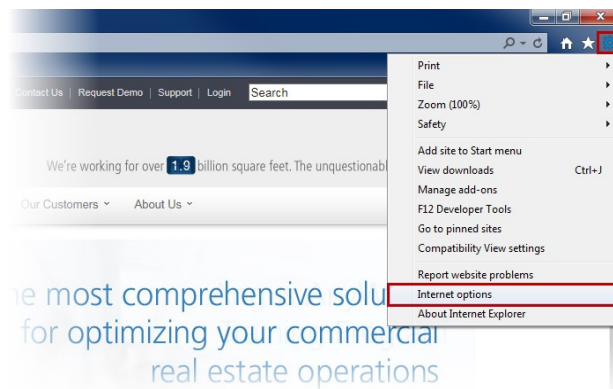 Contact Us | Request Demo | Support | Login
Search
We're working for over 1.9 billion square feet. The unquestionabl
Our Customers
About Us
e most comprehensive solu
for optimizing your commercial
real estate operations
Print
File
Zoom (100%)
Safety
Add site to Start menu
View downloads Ctrl+J
Manage add-ons
F12 Developer Tools
Go to pinned sites
Compatibility View settings
Report website problems
Internet options
About Internet Explorer